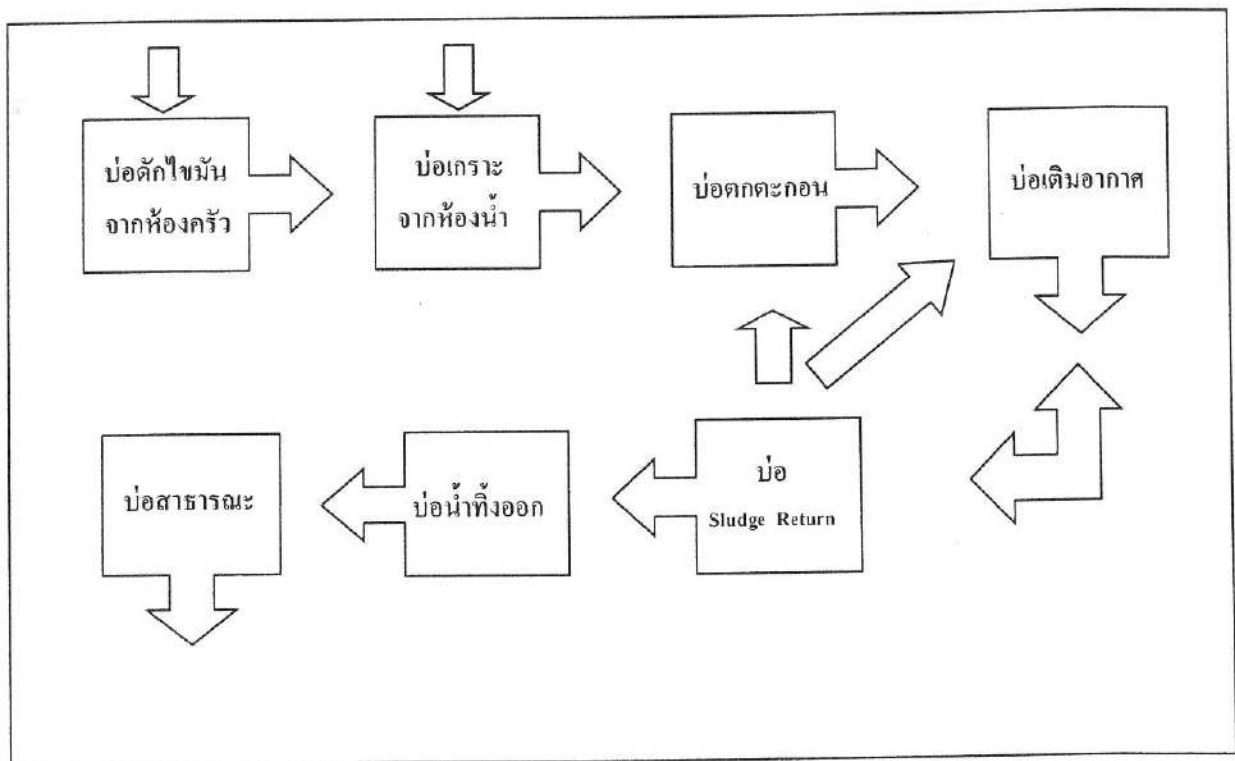 บ่อดักไขมัน
จากห้องครัว
บ่อเกราะ
จากห้องน้ำ
บ่อตกตะกอน
บ่อเติมอากาศ
บ่อสาธารณะ
บ่อน้ำทิ้งออก
บ่อ
Sludge Return